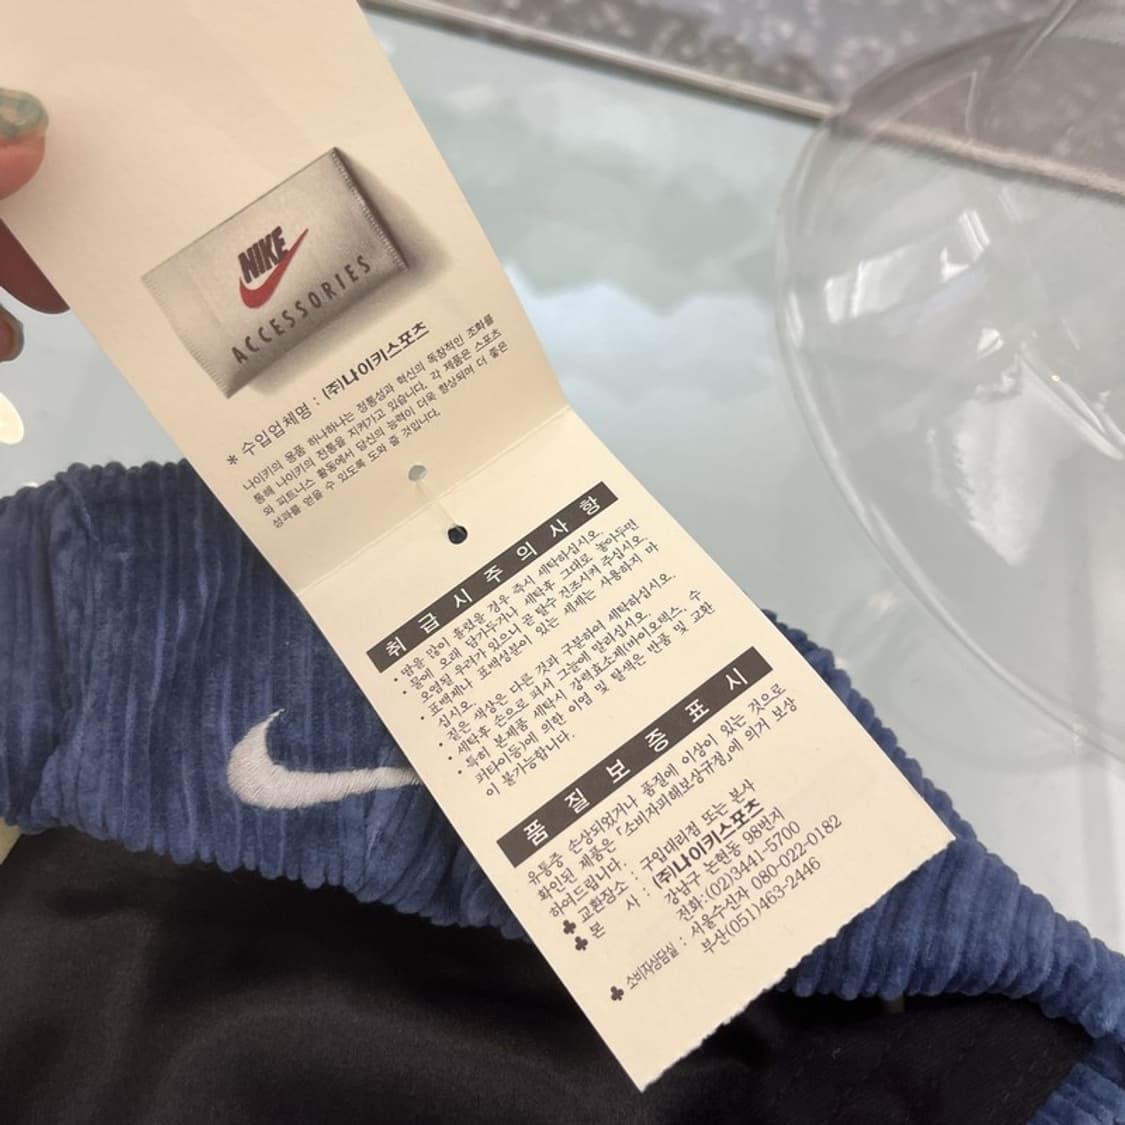 NIKE
ACCESSORIES
* 수입업체명 : (주)나이키스포츠
나이키의 용품 하나하나는 정통성과 혁신의 독창적인 조화를
통해 나이키의 전통을 지켜가고 있습니다. 각 제품은 스포츠
와 피트니스 활동에서 당신의 능력이 더욱 향상되며 더 좋은
성과를 얻을 수 있도록 도와 줄 것입니다.
취급시주의사항
· 땀을 많이 흘렸을 경우 즉시 세탁하십시오.
· 물에 오래 담가두거나 세탁후 그대로 놓아두면
오염될 우려가 있으니 곧 탈수 건조시켜 주십시오.
· 표백제나 표백성분이 있는 세제는 사용하지 마
십시오.
· 짙은 색상은 다른 것과 구분하여 세탁하십시오.
· 세탁후 손으로 펴서 그늘에 말리십시오.
· 특히 본제품 세탁시 강력효소제(바이오텍스, 수
퍼타이등)에 의한 이염 및 탈색은 반품 및 교환
이 불가능합니다.
품질보증표시
유통중 손상되었거나 품질에 이상이 있는 것으로
확인된 제품은 「소비자피해보상규정」에 의거 보상
하여드립니다.
♣ 교환장소 : 구입대리점 또는 본사
♣ 본 사 : (주)나이키스포츠
강남구 논현동 98번지
전화:(02)3441-5700
♣ 소비자상담실 : 서울수신자 080-022-0182
부산(051)463-2446